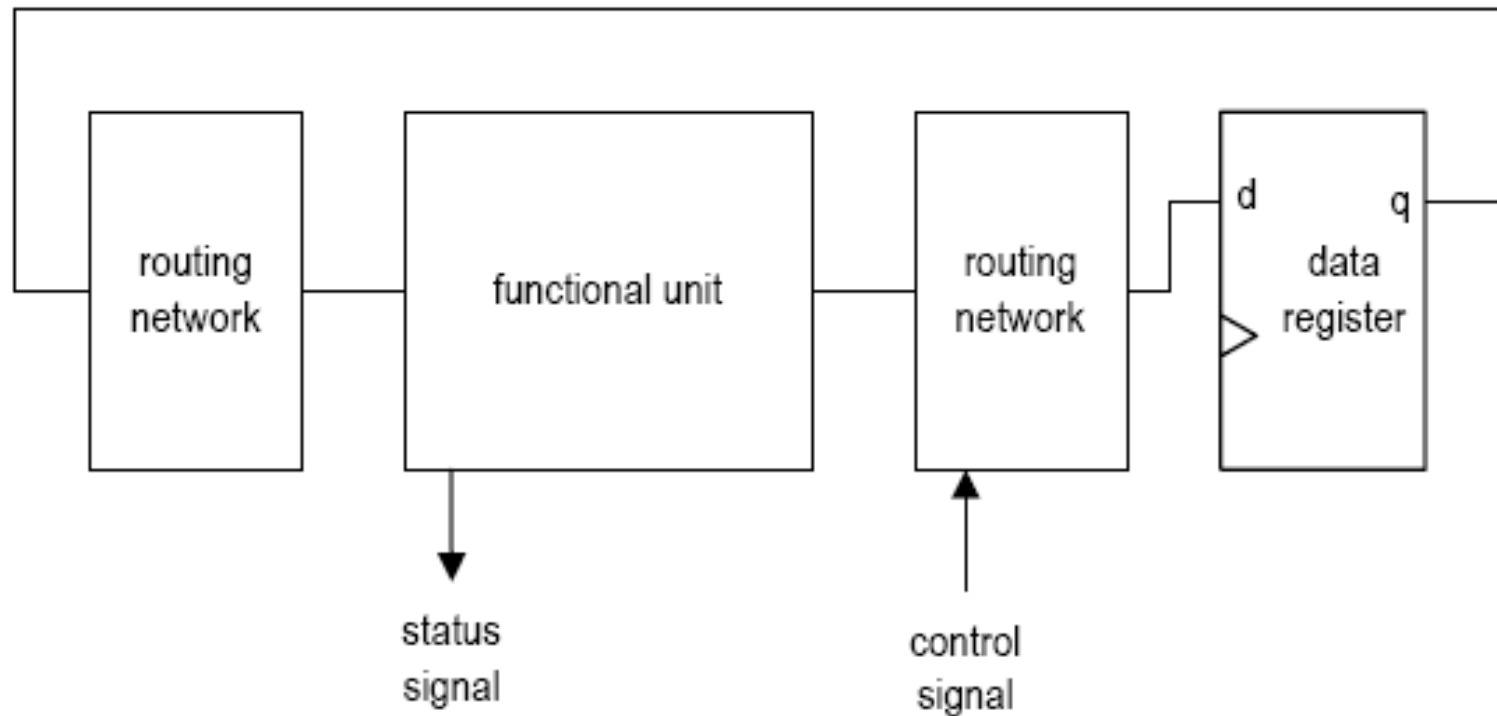 routing
network
functional unit
routing
network
d
q
data
register
status
signal
control
signal